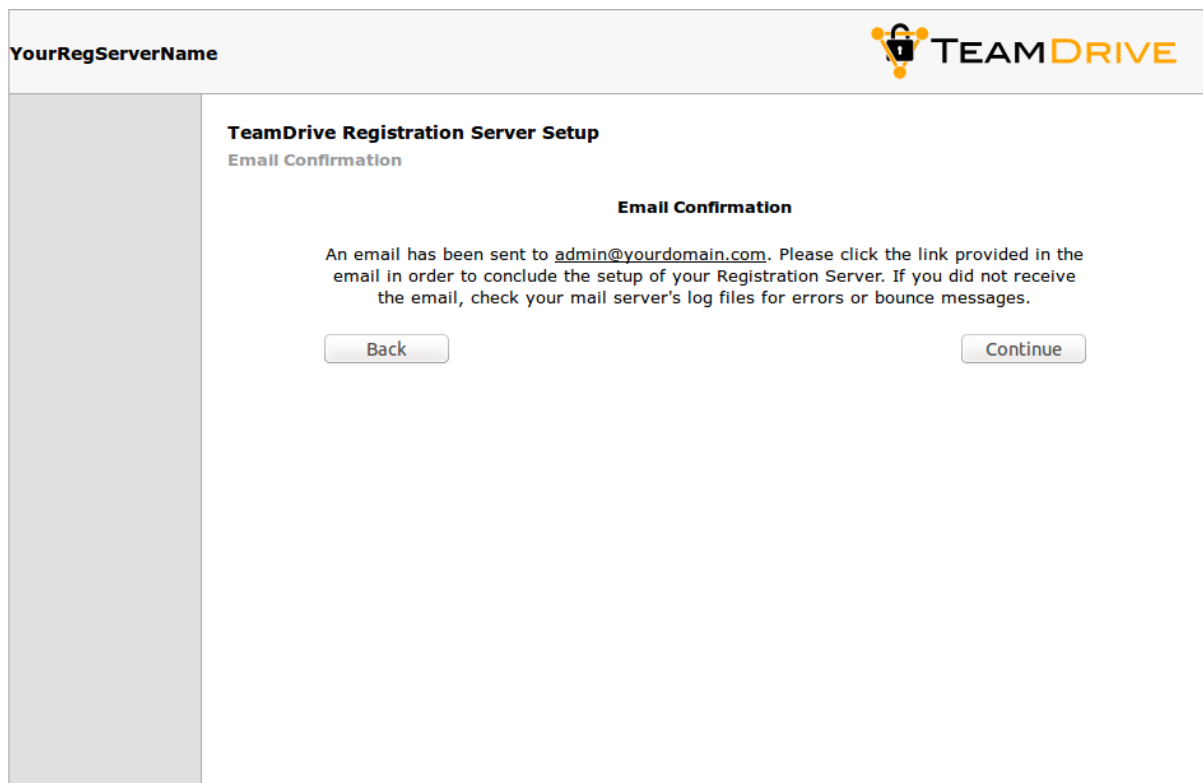 YourRegServerName
TEAMDRIVE
TeamDrive Registration Server Setup
Email Confirmation
Email Confirmation
An email has been sent to admin@yourdomain.com. Please click the link provided in the
email in order to conclude the setup of your Registration Server. If you did not receive
the email, check your mail server's log files for errors or bounce messages.
Back
Continue